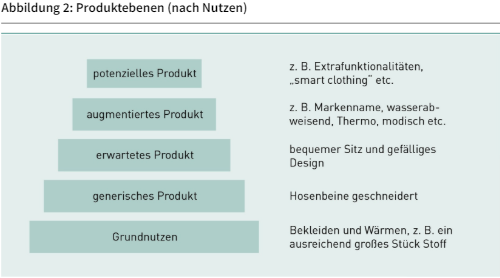 Abbildung 2: Produktebenen (nach Nutzen)
potenzielles Produkt
z. B. Extrafunktionalitäten,
„smart clothing“ etc.
augmentiertes Produkt
z. B. Markenname, wasserab-
weisend, Thermo, modisch etc.
erwartetes Produkt
bequemer Sitz und gefälliges
Design
generisches Produkt
Hosenbeine geschneidert
Grundnutzen
Bekleiden und Wärmen, z. B. ein
ausreichend großes Stück Stoff